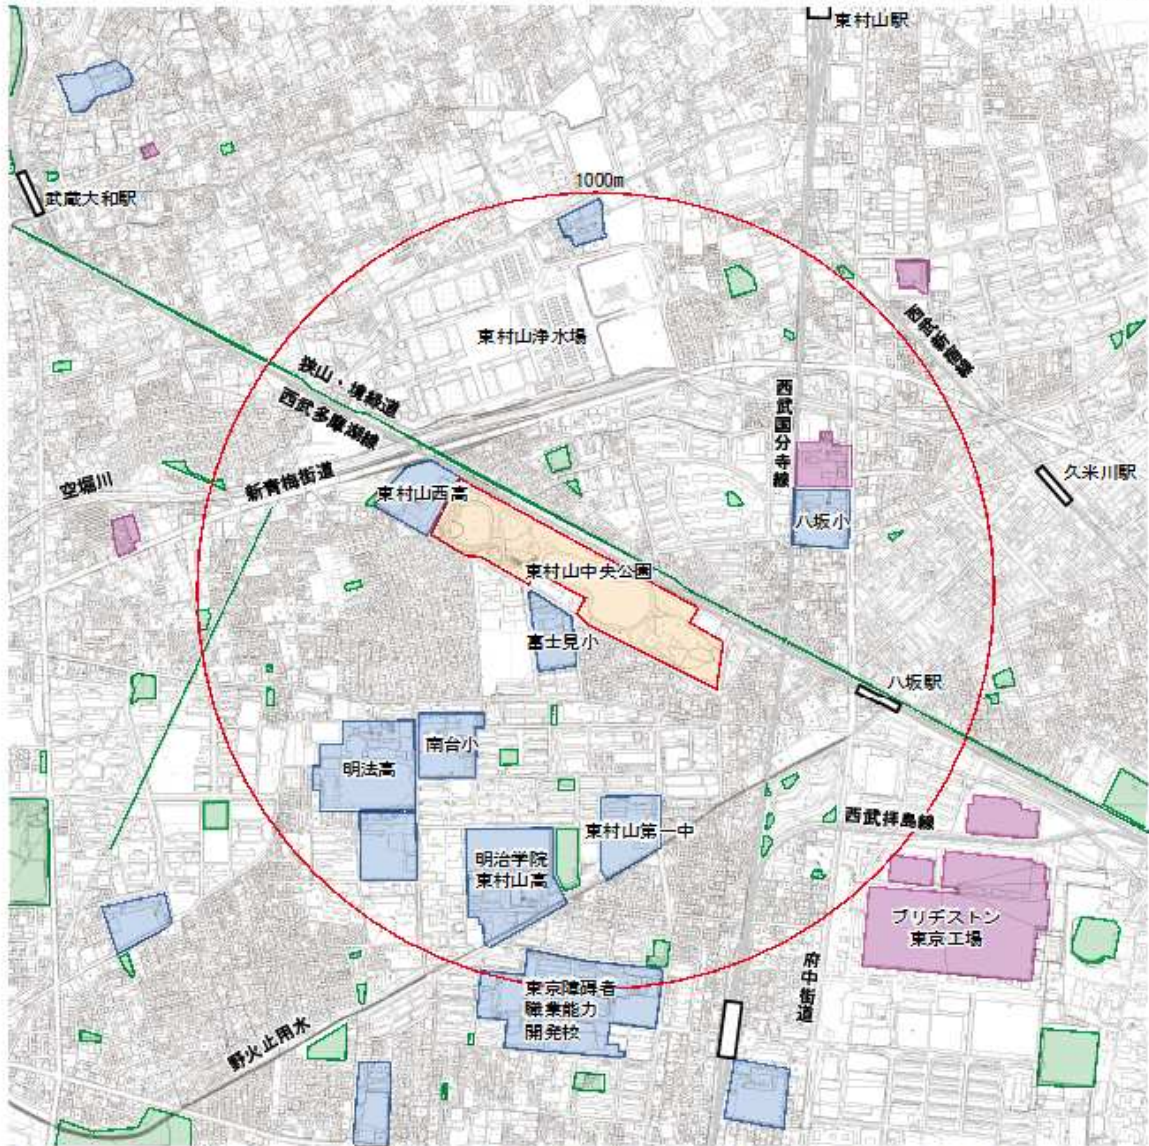 東村山駅
武蔵大和駅
1000m
東村山浄水場
西武新宿線
狭山・境緑道
西武多摩湖線
西武国分寺線
空堀川
新青梅街道
久米川駅
東村山西高
八坂小
東村山中央公園
富士見小
八坂駅
南台小
明法高
西武拝島線
東村山第一中
明治学院
東村山高
ブリヂストン
東京工場
府中街道
東京障碍者
職業能力
開発校
野火止用水